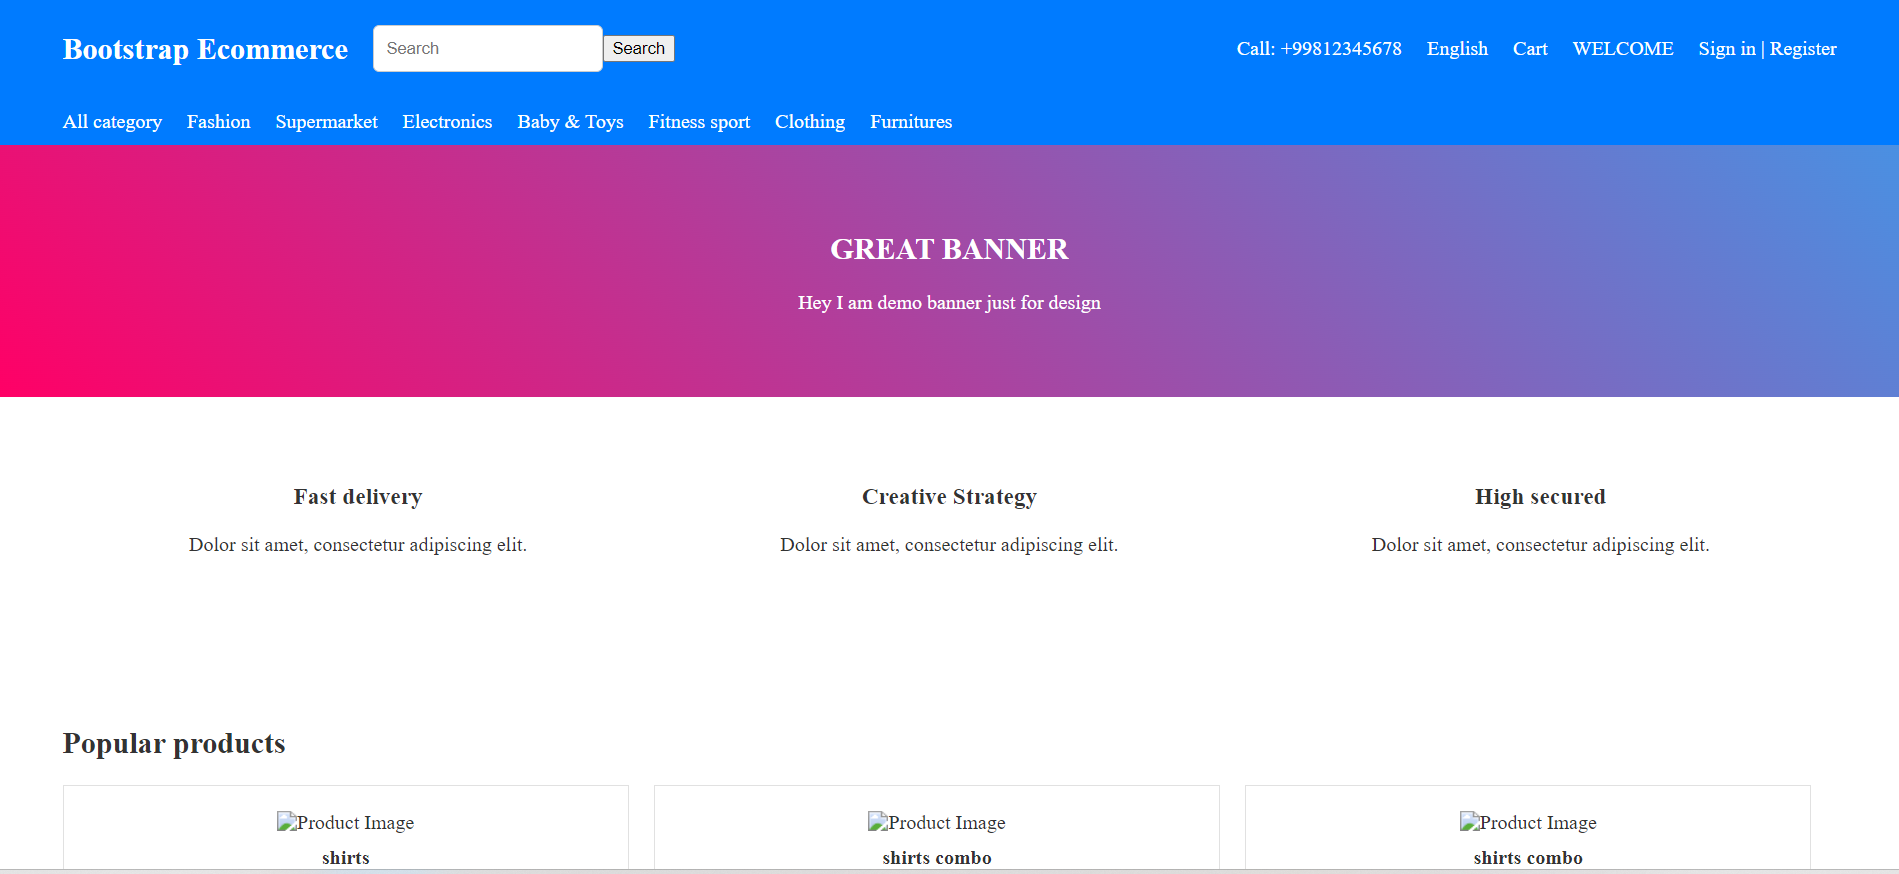 Bootstrap Ecommerce
Search
Search
Call: +99812345678
English
Cart
WELCOME
Sign in | Register
All category
Fashion
Supermarket
Electronics
Baby & Toys
Fitness sport
Clothing
Furnitures
GREAT BANNER
Hey I am demo banner just for design
Fast delivery
Dolor sit amet, consectetur adipiscing elit.
Creative Strategy
Dolor sit amet, consectetur adipiscing elit.
High secured
Dolor sit amet, consectetur adipiscing elit.
Popular products
Product Image
shirts
Product Image
shirts combo
Product Image
shirts combo